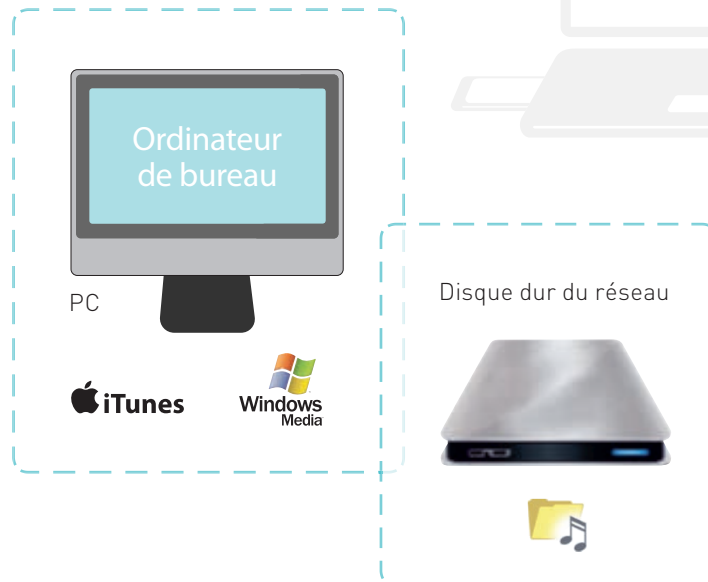 Ordinateur
de bureau
PC
iTunes
Windows
Media
Disque dur du réseau